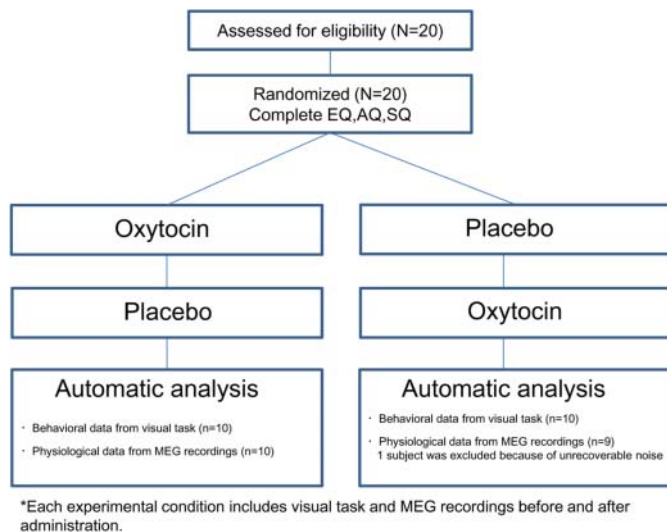 Assessed for eligibility (N=20)
Randomized (N=20)
Complete EQ,AQ,SQ
Oxytocin
Placebo
Automatic analysis
· Behavioral data from visual task (n=10)
· Physiological data from MEG recordings (n=10)
Placebo
Oxytocin
Automatic analysis
· Behavioral data from visual task (n=10)
· Physiological data from MEG recordings (n=9)
1 subject was excluded because of unrecoverable noise
*Each experimental condition includes visual task and MEG recordings before and after
administration.